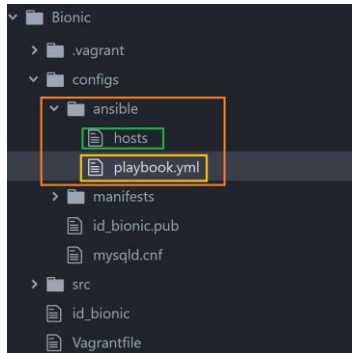 Bionic
.vagrant
configs
ansible
hosts
playbook.yml
manifests
id_bionic.pub
mysqld.cnf
src
id_bionic
Vagrantfile